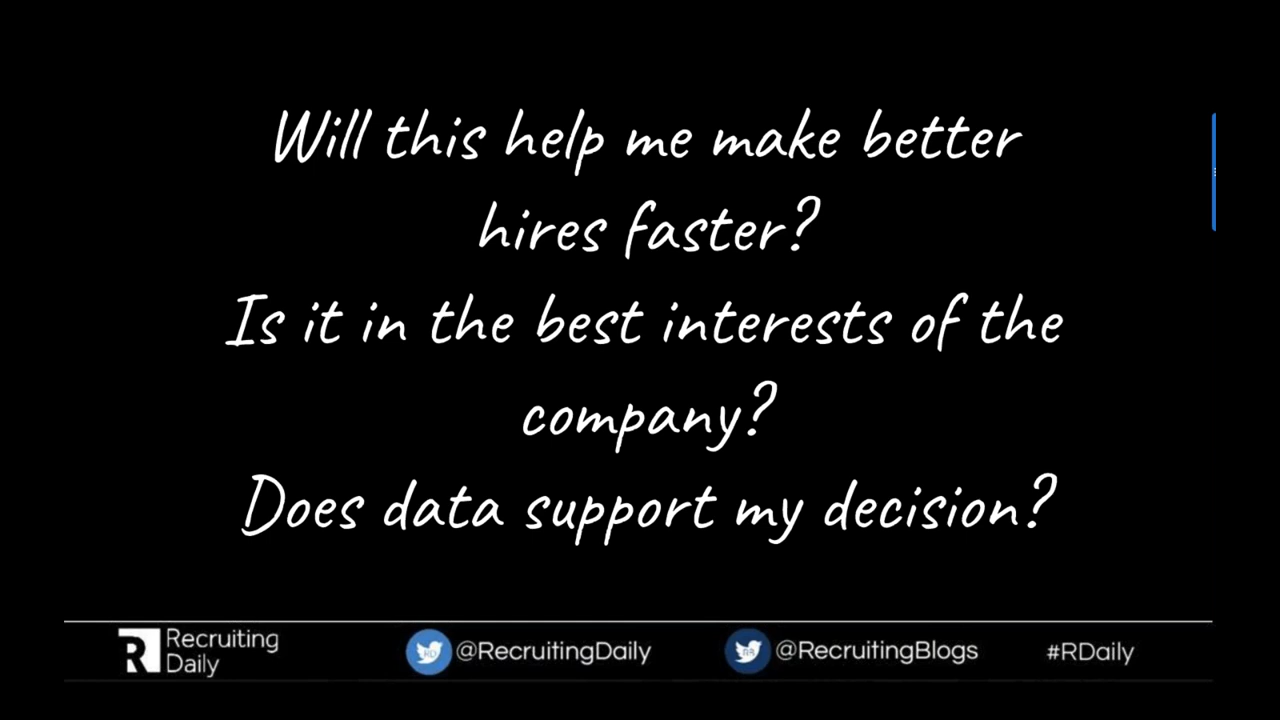 Will this help me make better
hires faster?
Is it in the best interests of the
company?
Does data support my decision?
R Recruiting
Daily
@RecruitingDaily
@RecruitingBlogs
#RDaily